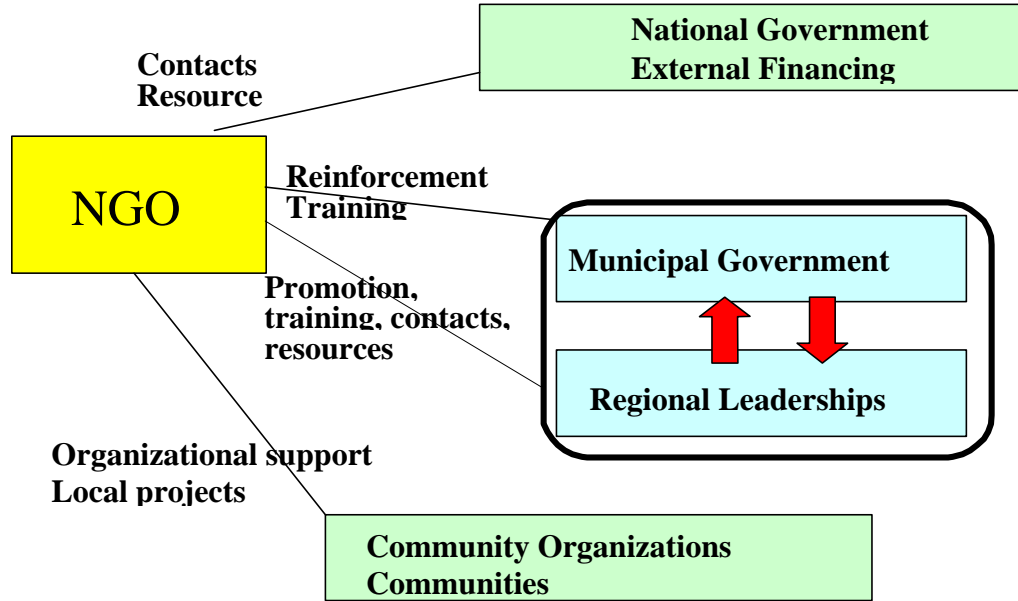 National Government
External Financing
Contacts
Resource
NGO
Reinforcement
Training
Municipal Government
Promotion,
training, contacts,
resources
Regional Leaderships
Organizational support
Local projects
Community Organizations
Communities